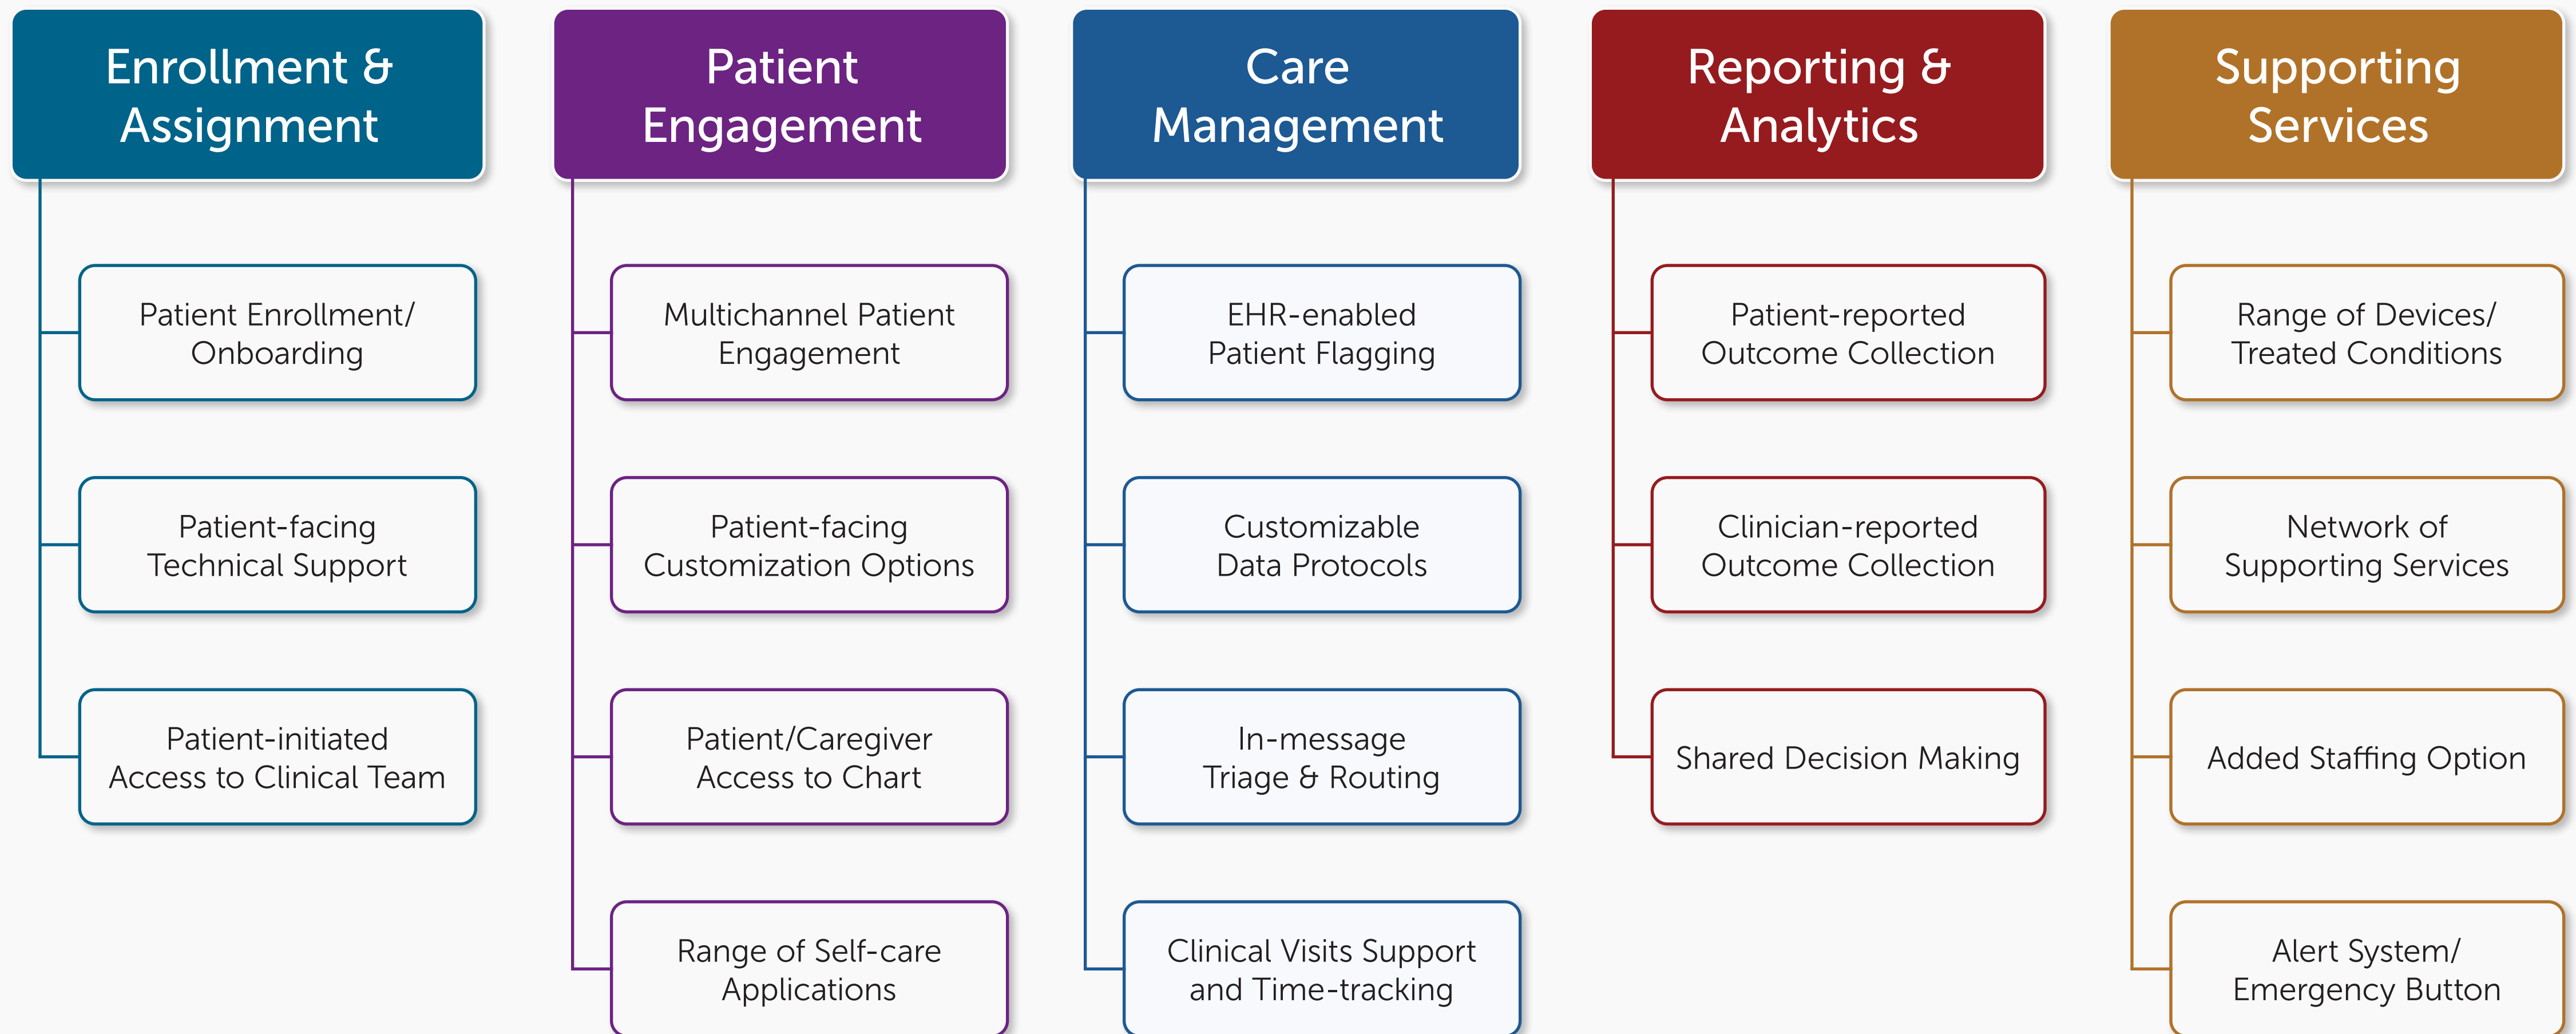 Enrollment &
Assignment
Patient Enrollment/
Onboarding
Patient-facing
Technical Support
Patient-initiated
Access to Clinical Team
Patient
Engagement
Multichannel Patient
Engagement
Patient-facing
Customization Options
Patient/Caregiver
Access to Chart
Range of Self-care
Applications
Care
Management
EHR-enabled
Patient Flagging
Customizable
Data Protocols
In-message
Triage & Routing
Clinical Visits Support
and Time-tracking
Reporting &
Analytics
Patient-reported
Outcome Collection
Clinician-reported
Outcome Collection
Shared Decision Making
Supporting
Services
Range of Devices/
Treated Conditions
Network of
Supporting Services
Added Staffing Option
Alert System/
Emergency Button